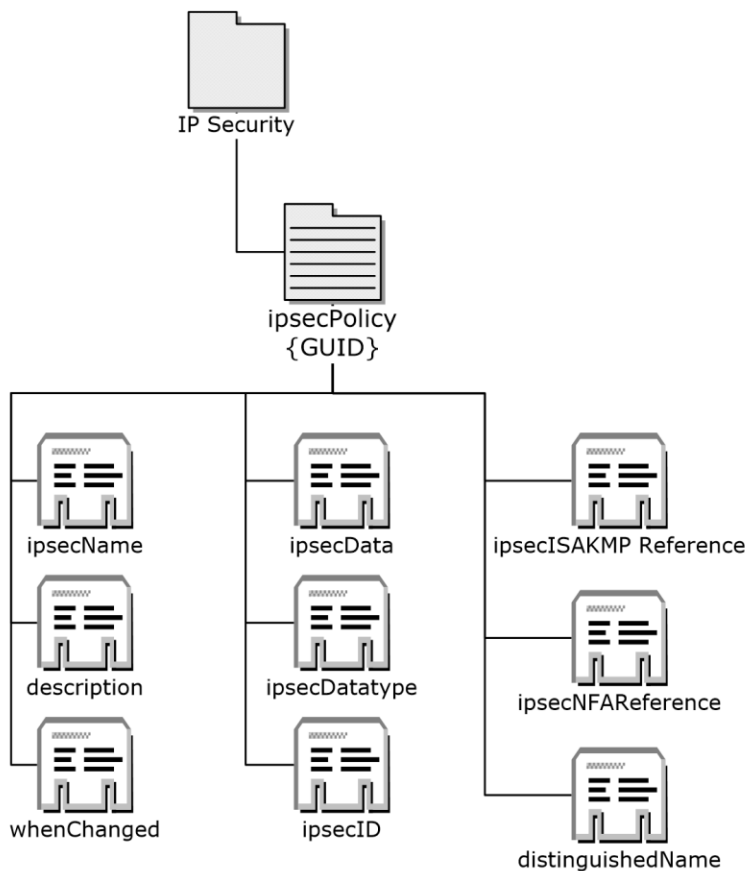 IP Security
ipsecPolicy
{GUID}
ipsecName
ipsecData
ipsecISAKMP Reference
description
ipsecDatatype
ipsecNFAReference
whenChanged
ipsecID
distinguishedName